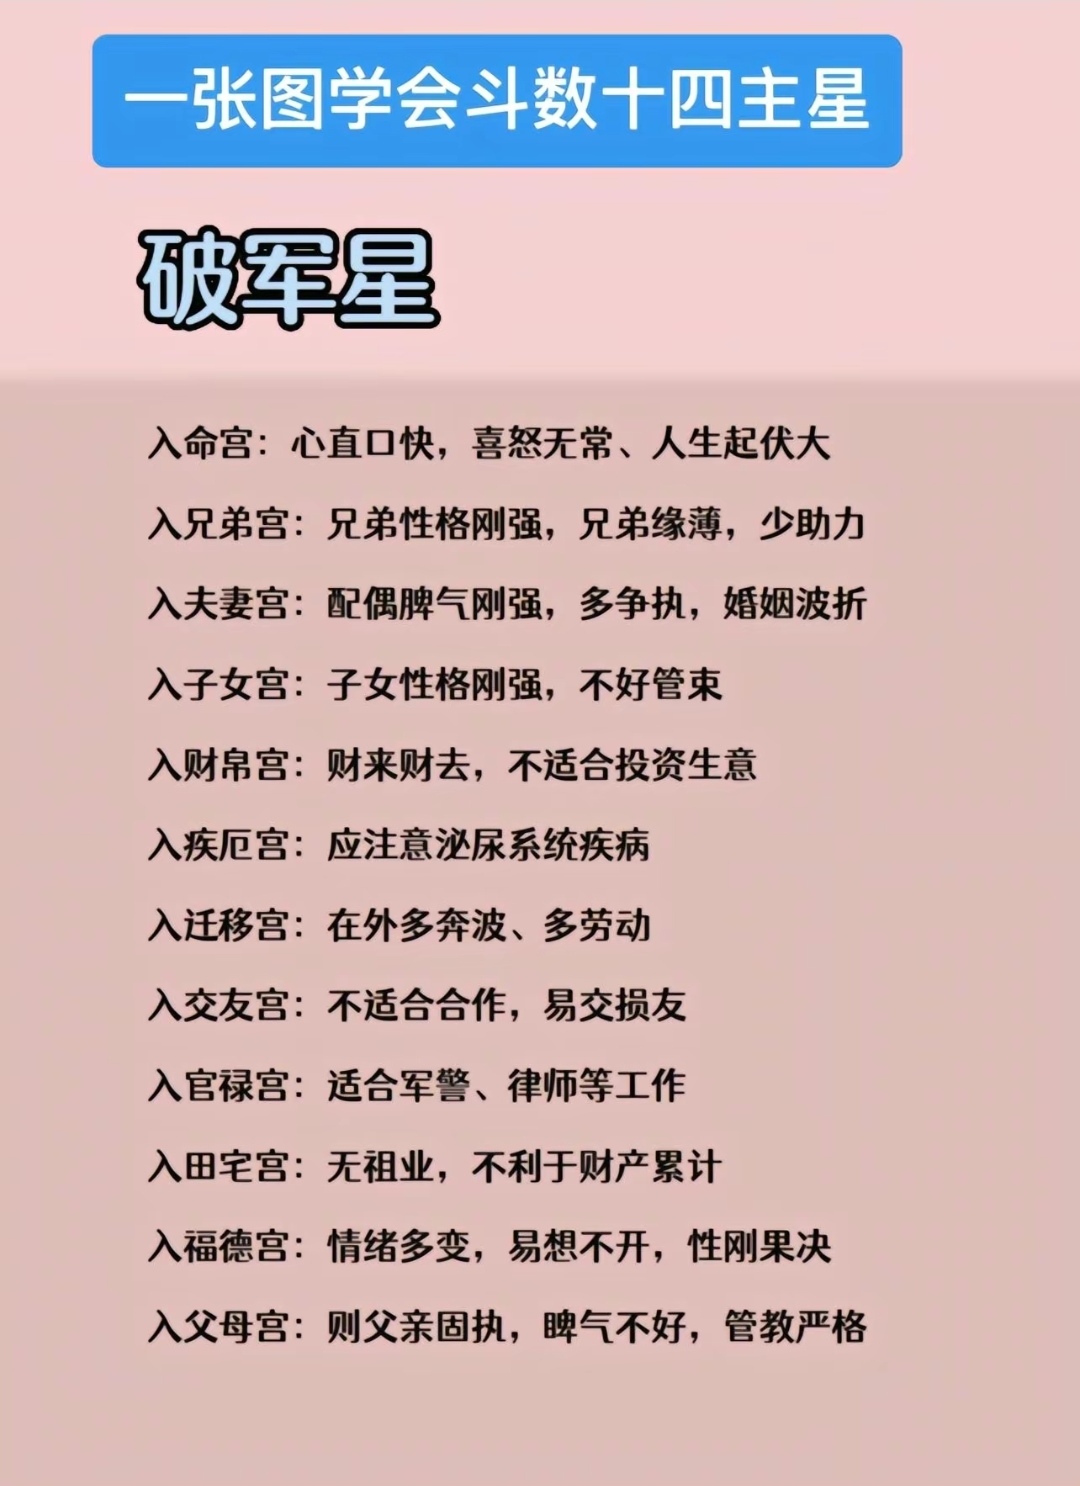 一张图学会斗数十四主星
破军星
入命宫：心直口快，喜怒无常、人生起伏大
入兄弟宫：兄弟性格刚强，兄弟缘薄，少助力
入夫妻宫：配偶脾气刚强，多争执，婚姻波折
入子女宫：子女性格刚强，不好管束
入财帛宫：财来财去，不适合投资生意
入疾厄宫：应注意泌尿系统疾病
入迁移宫：在外多奔波、多劳动
入交友宫：不适合合作，易交损友
入官禄宫：适合军警、律师等工作
入田宅宫：无祖业，不利于财产累计
入福德宫：情绪多变，易想不开，性刚果决
入父母宫：则父亲固执，睥气不好，管教严格